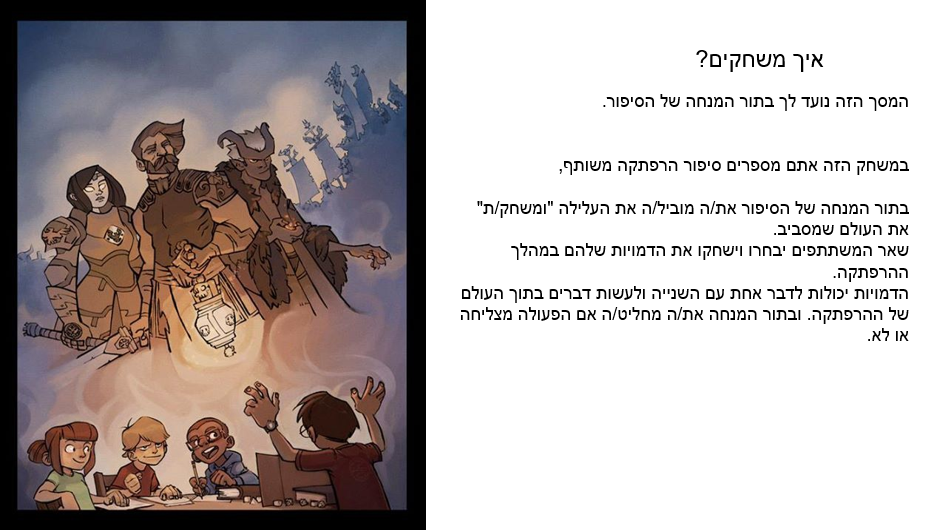 איך משחקים?
המסך הזה נועד לך בתור המנחה של הסיפור.
במשחק הזה אתם מספרים סיפור הרפתקה משותף,
בתור המנחה של הסיפור את/ה מוביל/ה את העלילה "ומשחק/ת"
את העולם שמסביב.
שאר המשתתפים יבחרו וישחקו את הדמויות שלהם במהלך
ההרפתקה.
הדמויות יכולות לדבר אחת עם השנייה ולעשות דברים בתוך העולם
של ההרפתקה. ובתור המנחה את/ה מחליט/ה אם הפעולה מצליחה
או לא.